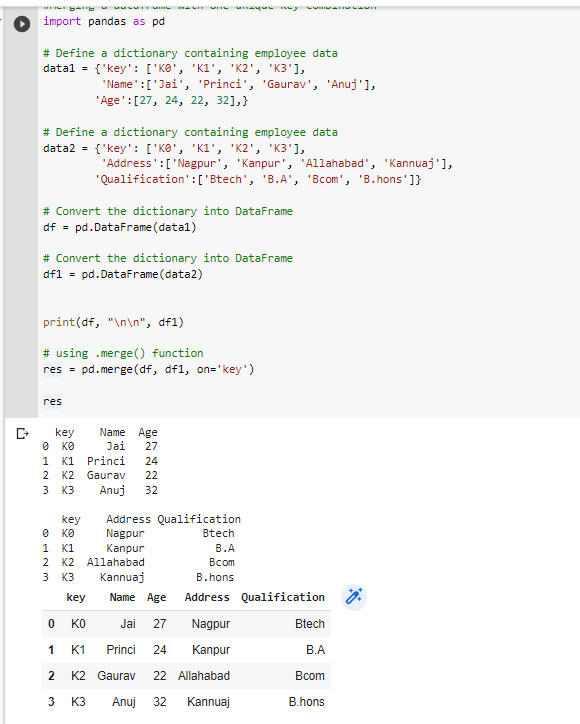 #Merging a dataframe with one unique key combination
import pandas as pd
# Define a dictionary containing employee data
data1 = {'key': ['K0', 'K1', 'K2', 'K3'],
'Name':['Jai', 'Princi', 'Gaurav', 'Anuj'],
'Age':[27, 24, 22, 32],}
# Define a dictionary containing employee data
data2 = {'key': ['K0', 'K1', 'K2', 'K3'],
'Address':['Nagpur', 'Kanpur', 'Allahabad', 'Kannuaj'],
'Qualification':['Btech', 'B.A', 'Bcom', 'B.hons']}
# Convert the dictionary into DataFrame
df = pd.DataFrame(data1)
# Convert the dictionary into DataFrame
df1 = pd.DataFrame(data2)
print(df, "\n\n", df1)
# using .merge() function
res = pd.merge(df, df1, on='key')
res
key Name Age
0 K0 Jai 27
1 K1 Princi 24
2 K2 Gaurav 22
3 K3 Anuj 32
key Address Qualification
0 K0 Nagpur Btech
1 K1 Kanpur B.A
2 K2 Allahabad Bcom
3 K3 Kannuaj B.hons
key Name Age Address Qualification
0 K0 Jai 27 Nagpur Btech
1 K1 Princi 24 Kanpur B.A
2 K2 Gaurav 22 Allahabad Bcom
3 K3 Anuj 32 Kannuaj B.hons